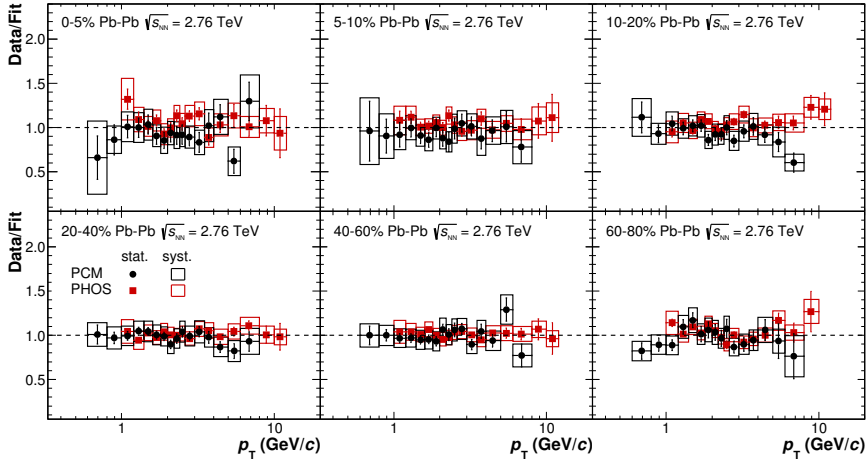 Data/Fit
2.0
1.5
1.0
0.5
0-5% Pb-Pb √s_NN = 2.76 TeV
5-10% Pb-Pb √s_NN = 2.76 TeV
10-20% Pb-Pb √s_NN = 2.76 TeV
Data/Fit
2.0
1.5
1.0
0.5
20-40% Pb-Pb √s_NN = 2.76 TeV
stat. syst.
PCM
PHOS
40-60% Pb-Pb √s_NN = 2.76 TeV
60-80% Pb-Pb √s_NN = 2.76 TeV
1 10
1 10
1 10
p_T (GeV/c)
p_T (GeV/c)
p_T (GeV/c)